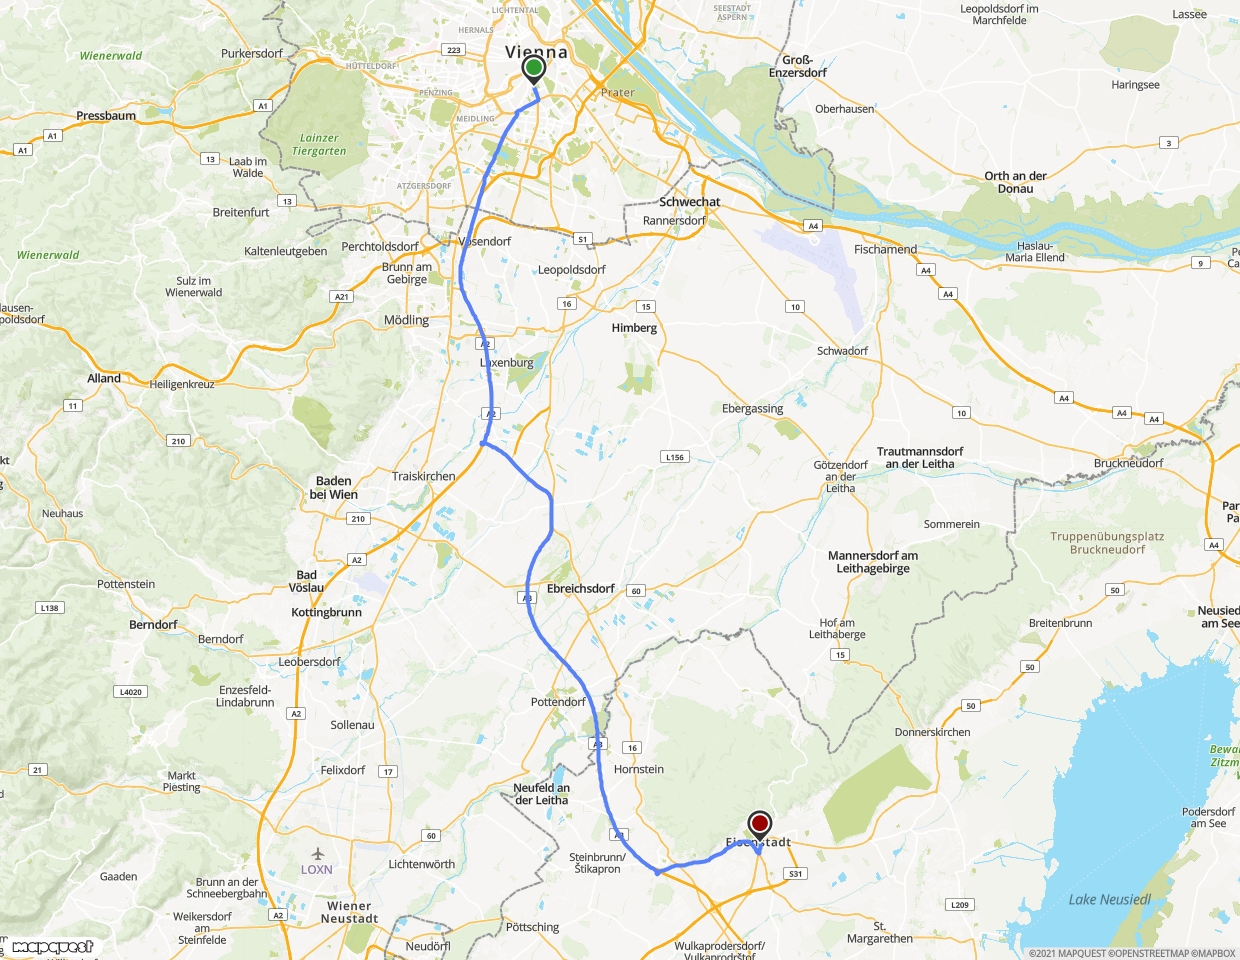 LICHTENTAL
SEESTADT
ASPERN
Leopoldsdorf im
Marchfelde
Lassee
HERNALS
Wienerwald
Purkersdorf
223
Vienna
HÜTTELDORF
Groß-
Enzersdorf
Haringsee
PENZING
Prater
A1
Pressbaum
MEIDLING
Oberhausen
A1
A1
Lainzer
Tiergarten
3
13
Laab im
Walde
ATZGERSDORF
Orth an der
Donau
13
Breitenfurt
Schwechat
Rannersdorf
A4
Kaltenleutgeben
Perchtoldsdorf
Vösendorf
S1
Fischamend
Haslau-
Maria Ellend
Wienerwald
Brunn am
Gebirge
Leopoldsdorf
A4
9
Sulz im
Wienerwald
A21
16
15
10
A4
Mödling
Himberg
A2
Schwadorf
Laxenburg
Alland
Heiligenkreuz
11
A2
Ebergassing
A4
A4
A4
10
210
L156
Trautmannsdorf
an der Leitha
Götzendorf
an der
Leitha
Bruckneudorf
Traiskirchen
Baden
bei Wien
Neuhaus
210
Sommerein
Truppenübungsplatz
Bruckneudorf
A4
A2
Mannersdorf am
Leithagebirge
Pottenstein
Bad
Vöslau
Ebreichsdorf
60
50
L138
A3
Kottingbrunn
Neusiedl
am See
Berndorf
Berndorf
Hof am
Leithaberge
Breitenbrunn
Leobersdorf
15
50
L4020
Enzesfeld-
Lindabrunn
Pottendorf
50
A2
Sollenau
Donnerskirchen
A3
16
21
Felixdorf
17
Hornstein
Markt
Piesting
Neufeld an
der Leitha
Podersdorf
am See
60
A3
Eisenstadt
LOXN
Lichtenwörth
Steinbrunn/
Štikapron
S31
Gaaden
Brunn an der
Schneebergbahn
Wiener
Neustadt
Lake Neusiedl
L209
A2
Weikersdorf
am
Steinfelde
Pöttsching
St.
Margarethen
Neudörfl
Wulkaprodersdorf/
mapquest
©2021 MAPQUEST ©OPENSTREETMAP ©MAPBOX